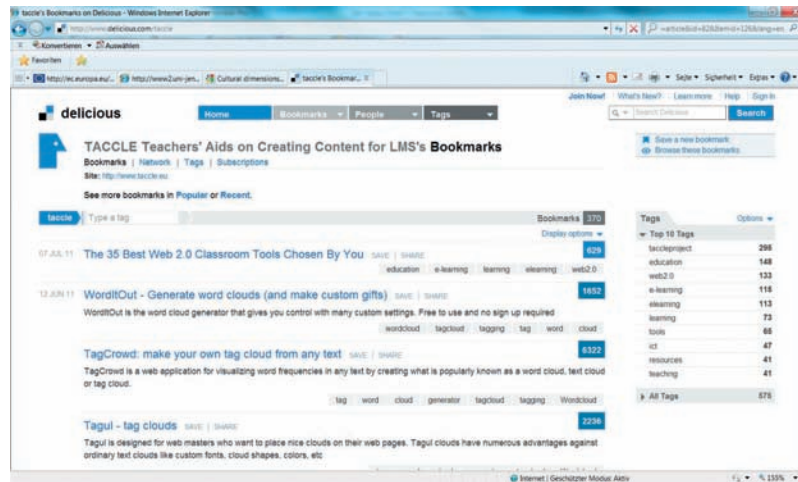 taccle's Bookmarks on Delicious - Windows Internet Explorer
http://www.delicious.com/taccle
Konvertieren Auswählen
Favoriten
http://ec.europa.eu/... http://www2.uni-jen... Cultural dimensions... taccle's Bookmar... Seite Sicherheit Extras
Join Now! What's New? Learn more Help Sign In
delicious Home Bookmarks People Tags Search Delicious Search
TACCLE Teachers' Aids on Creating Content for LMS's Bookmarks
Bookmarks | Network | Tags | Subscriptions
Site: http://www.taccle.eu
See more bookmarks in Popular or Recent.
Save a new bookmark
Browse these bookmarks
taccle Type a tag Bookmarks 370
Display options
07 JUL 11 The 35 Best Web 2.0 Classroom Tools Chosen By You SAVE | SHARE 629
education e-learning learning elearning web2.0
12 JUN 11 WordItOut - Generate word clouds (and make custom gifts) SAVE | SHARE 1652
WordItOut is the word cloud generator that gives you control with many custom settings. Free to use and no sign up required
wordcloud tagcloud tagging tag word cloud
TagCrowd: make your own tag cloud from any text SAVE | SHARE 6322
TagCrowd is a web application for visualizing word frequencies in any text by creating what is popularly known as a word cloud, text cloud
or tag cloud.
tag word cloud generator tagcloud tagging Wordcloud
Tagul - tag clouds SAVE | SHARE 2236
Tagul is designed for web masters who want to place nice clouds on their web pages. Tagul clouds have numerous advantages against
ordinary text clouds like custom fonts, cloud shapes, colors, etc
Tags Options
Top 10 Tags
taccleproject 296
education 148
web2.0 133
e-learning 116
elearning 113
learning 73
tools 65
ict 47
resources 41
teaching 41
All Tags 578
Internet | Geschützter Modus: Aktiv 155%